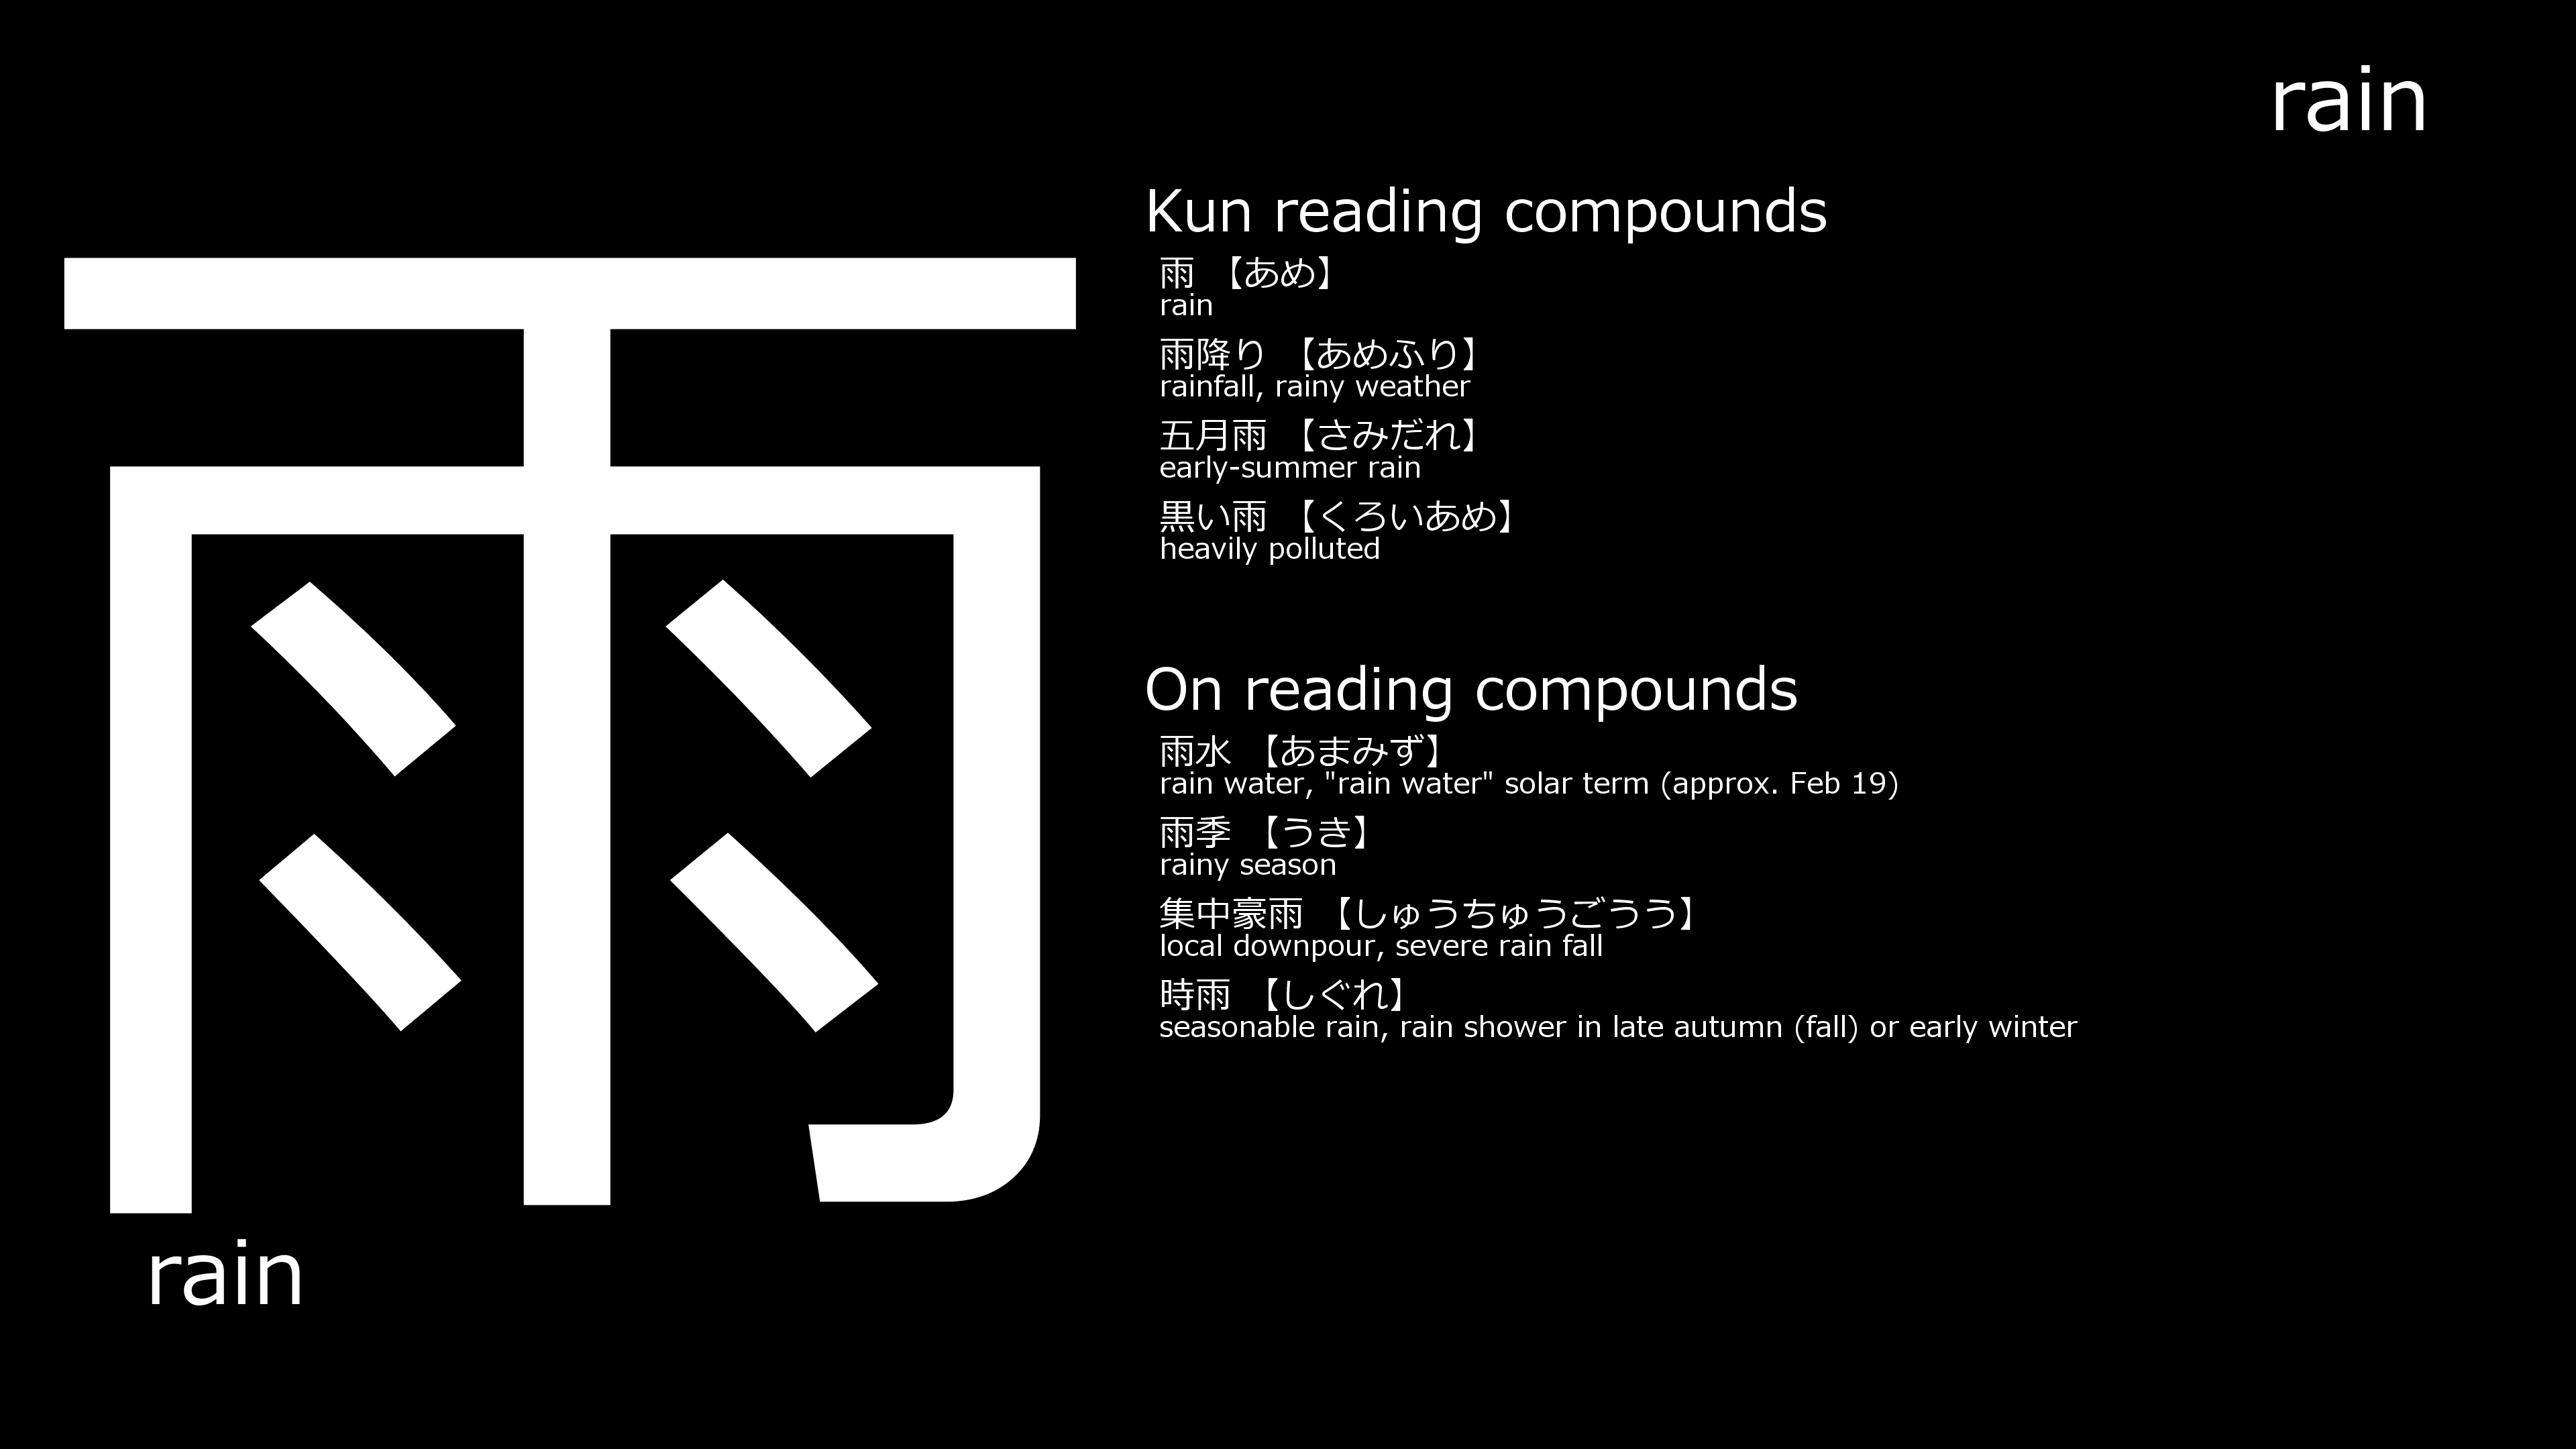 rain
雨
rain
Kun reading compounds
雨 【あめ】
rain
雨降り 【あめふり】
rainfall, rainy weather
五月雨 【さみだれ】
early-summer rain
黒い雨 【くろいあめ】
heavily polluted
On reading compounds
雨水 【あまみず】
rain water, "rain water" solar term (approx. Feb 19)
雨季 【うき】
rainy season
集中豪雨 【しゅうちゅうごうう】
local downpour, severe rain fall
時雨 【しぐれ】
seasonable rain, rain shower in late autumn (fall) or early winter